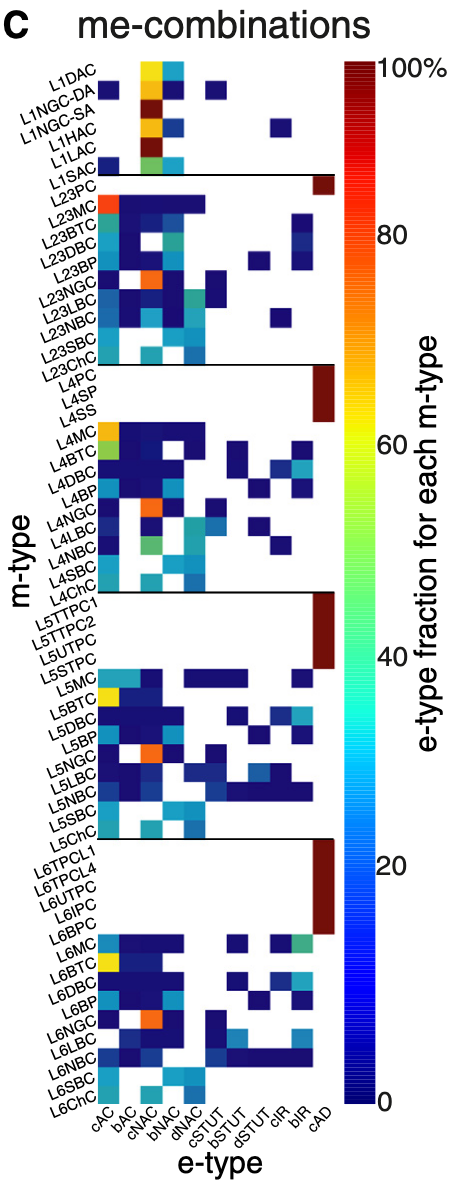 C me-combinations
L1DAC
L1NGC-DA
L1NGC-SA
L1HAC
L1LAC
L1SAC
L23PC
L23MC
L23BTC
L23DBC
L23BP
L23NGC
L23LBC
L23NBC
L23SBC
L23ChC
L4PC
L4SP
L4SS
L4MC
L4BTC
L4DBC
L4BP
L4NGC
L4LBC
L4NBC
L4SBC
L4ChC
L5TTPC1
L5TTPC2
L5UTPC
L5STPC
L5MC
L5BTC
L5DBC
L5BP
L5NGC
L5LBC
L5NBC
L5SBC
L5ChC
L6TPCL1
L6TPCL4
L6UTPC
L6IPC
L6BPC
L6MC
L6BTC
L6DBC
L6BP
L6NGC
L6LBC
L6NBC
L6SBC
L6ChC
m-type
cAC
bAC
cNAC
bNAC
dNAC
cSTUT
bSTUT
dSTUT
cIR
bIR
cAD
e-type
100%
80
60
40
20
0
e-type fraction for each m-type